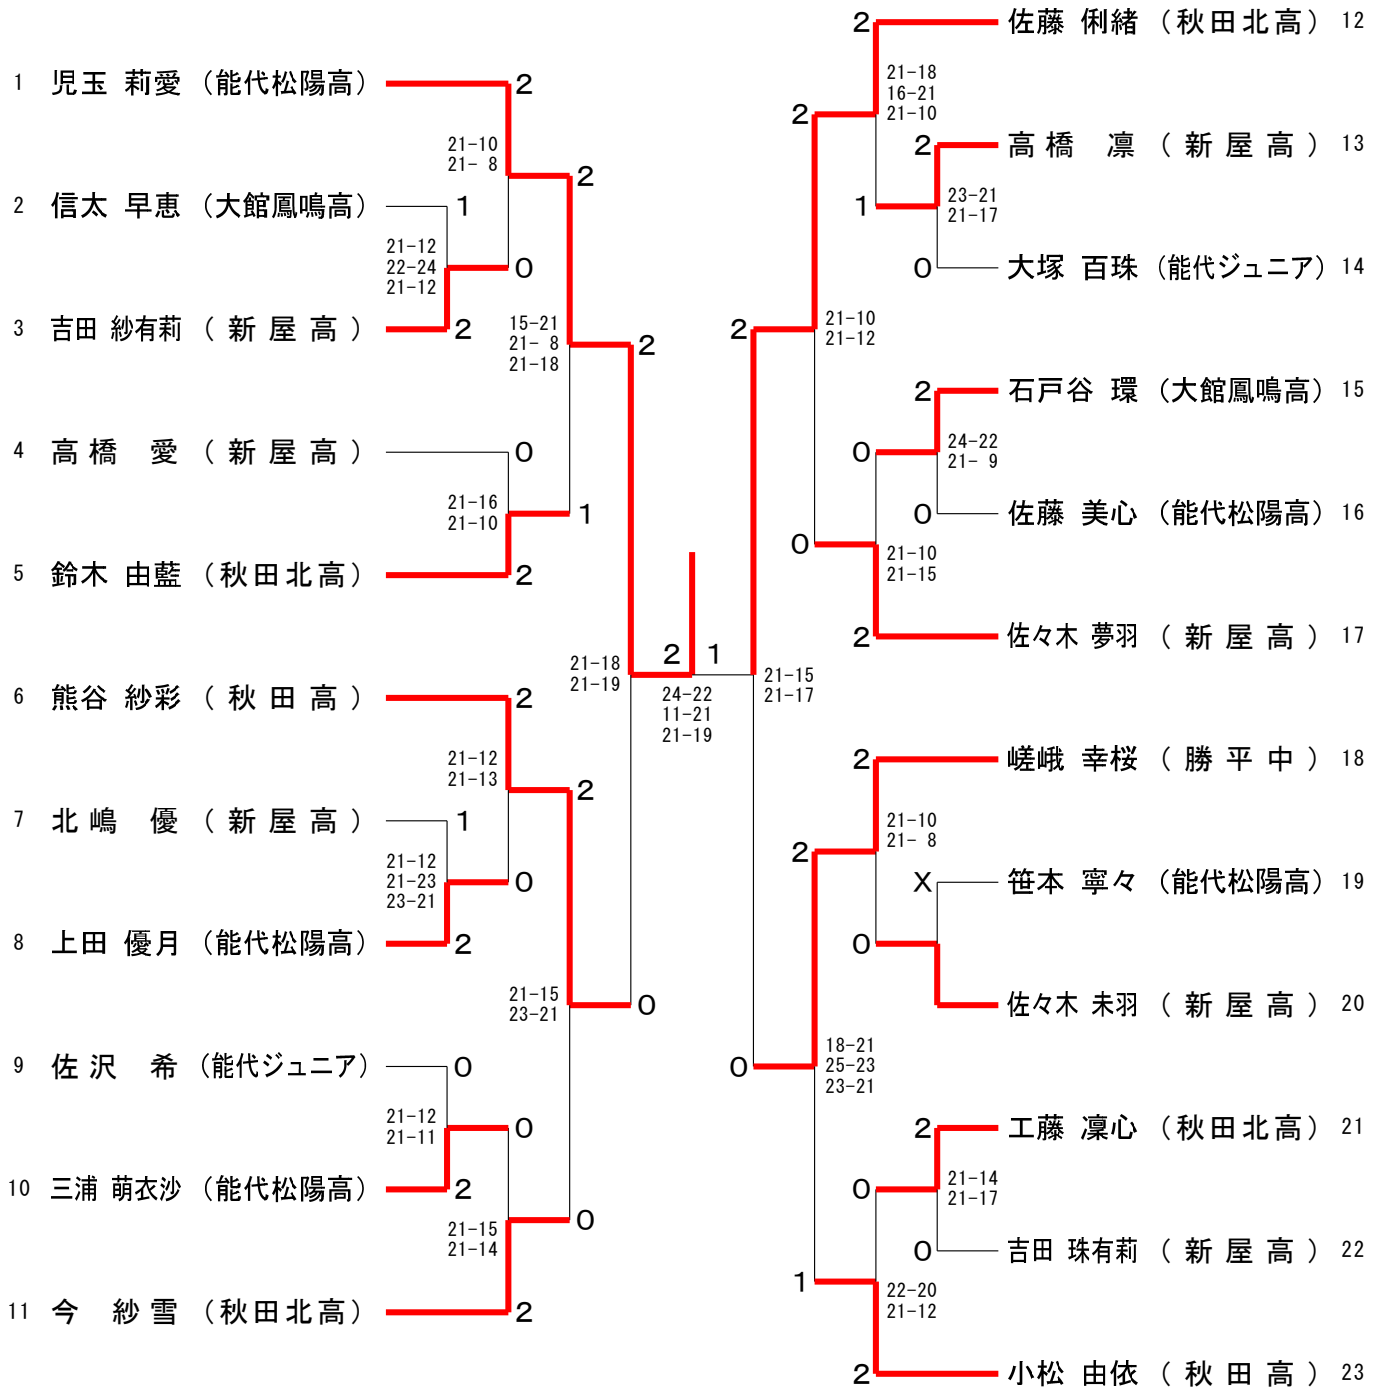 1 児玉 莉愛 (能代松陽高) 2
21-10
21- 8
2
2 信太 早恵 (大館鳳鳴高) 1
21-12
22-24
21-12
0
3 吉田 紗有莉 ( 新 屋 高 ) 2
15-21
21- 8
21-18
2
4 高 橋 愛 ( 新 屋 高 ) 0
21-16
21-10
1
5 鈴木 由藍 (秋田北高) 2
21-18
21-19
6 熊谷 紗彩 ( 秋 田 高 ) 2
21-12
21-13
2
7 北 嶋 優 ( 新 屋 高 ) 1
21-12
21-23
23-21
0
8 上田 優月 (能代松陽高) 2
21-15
23-21
0
9 佐 沢 希 (能代ジュニア) 0
21-12
21-11
0
10 三浦 萌衣沙 (能代松陽高) 2
21-15
21-14
0
11 今 紗 雪 (秋田北高) 2
2 1
24-22
11-21
21-19
2 佐藤 俐緒 (秋田北高) 12
21-18
16-21
21-10
2
2 高 橋 凛 ( 新 屋 高 ) 13
23-21
21-17
1
0 大塚 百珠 (能代ジュニア) 14
2
21-10
21-12
2 石戸谷 環 (大館鳳鳴高) 15
24-22
21- 9
0
0 佐藤 美心 (能代松陽高) 16
0
21-10
21-15
2 佐々木 夢羽 ( 新 屋 高 ) 17
21-15
21-17
2 嵯峨 幸桜 ( 勝 平 中 ) 18
21-10
21- 8
2
X 笹本 寧々 (能代松陽高) 19
0
佐々木 未羽 ( 新 屋 高 ) 20
0
18-21
25-23
23-21
2 工藤 凜心 (秋田北高) 21
21-14
21-17
0
0 吉田 珠有莉 ( 新 屋 高 ) 22
1
22-20
21-12
2 小松 由依 ( 秋 田 高 ) 23